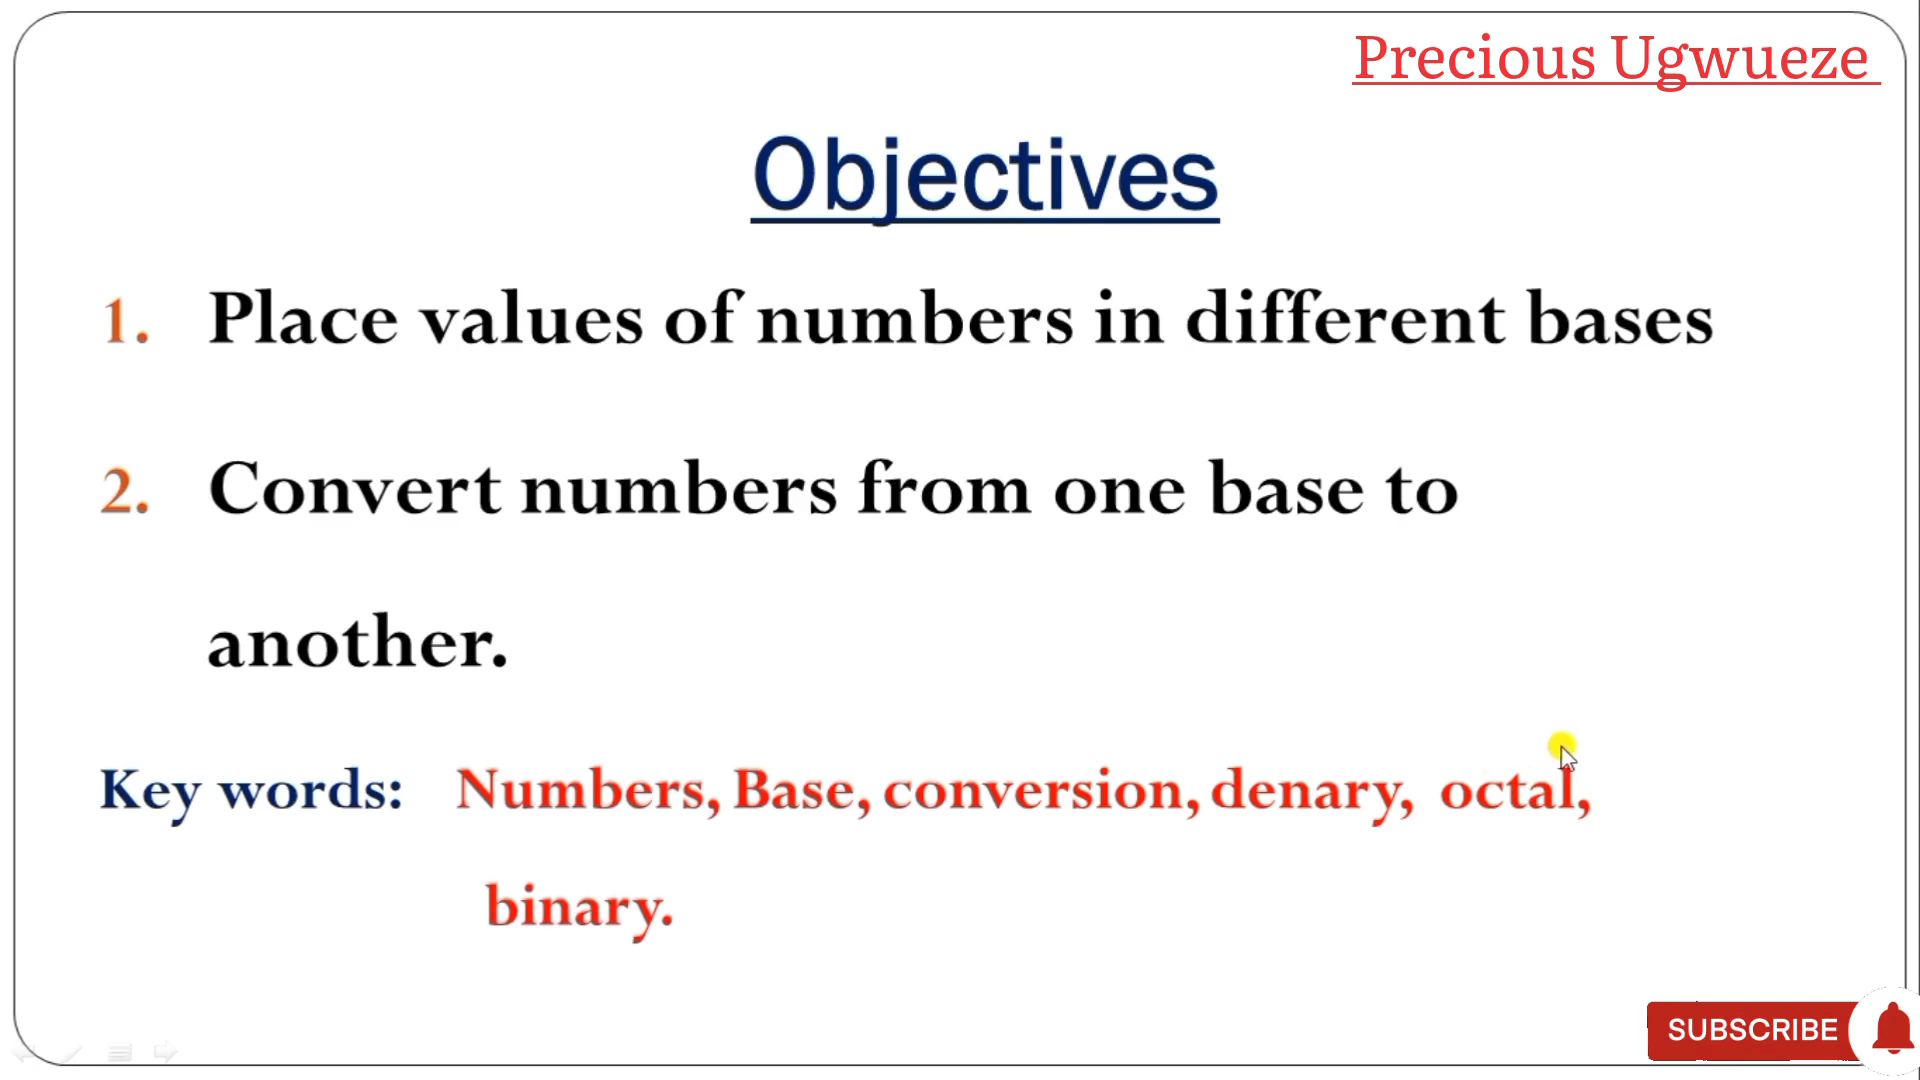 Precious Ugwueze
Objectives
1. Place values of numbers in different bases
2. Convert numbers from one base to
another.
Key words: Numbers, Base, conversion, denary, octal,
binary.
SUBSCRIBE